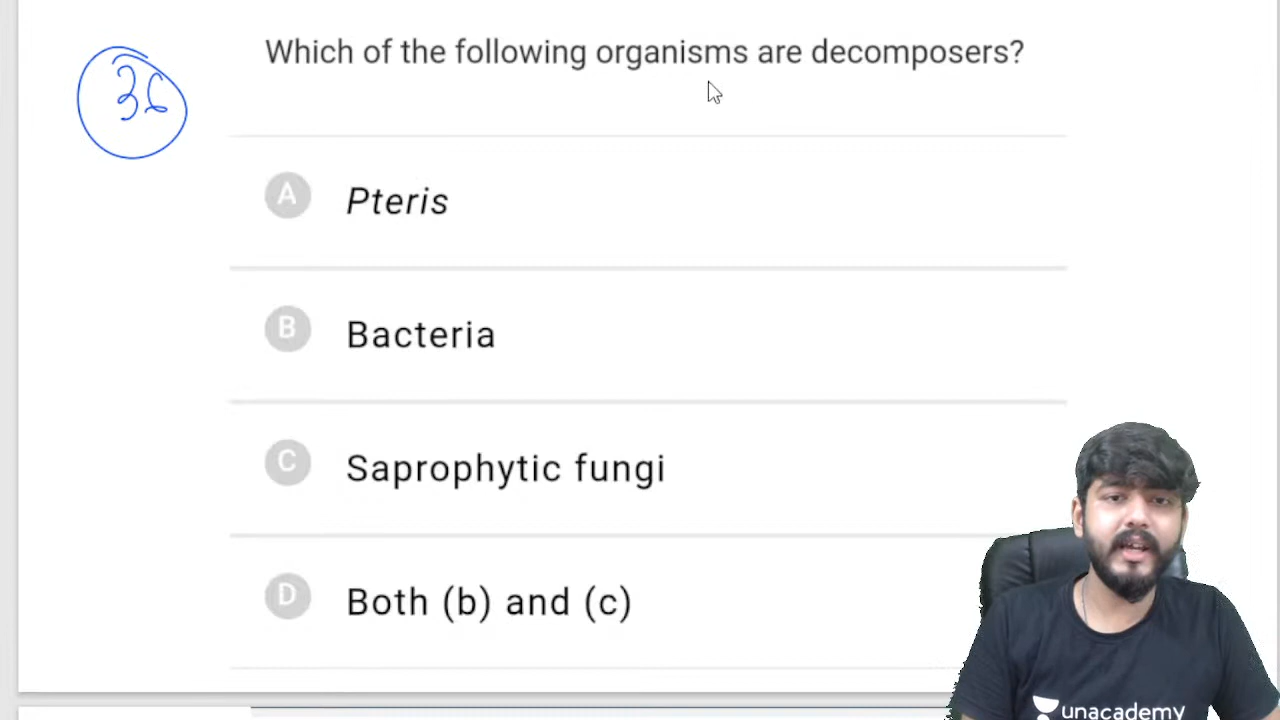 Which of the following organisms are decomposers?
36
A Pteris
B Bacteria
C Saprophytic fungi
D Both (b) and (c)
unacademy